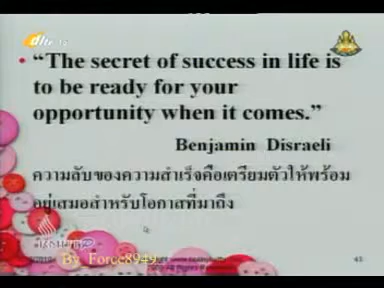 • “The secret of success in life is
to be ready for your
opportunity when it comes.”
Benjamin Disraeli
ความลับของความสำเร็จคือเตรียมตัวให้พร้อม
อยู่เสมอสำหรับโอกาสที่มาถึง
By Force8949
43